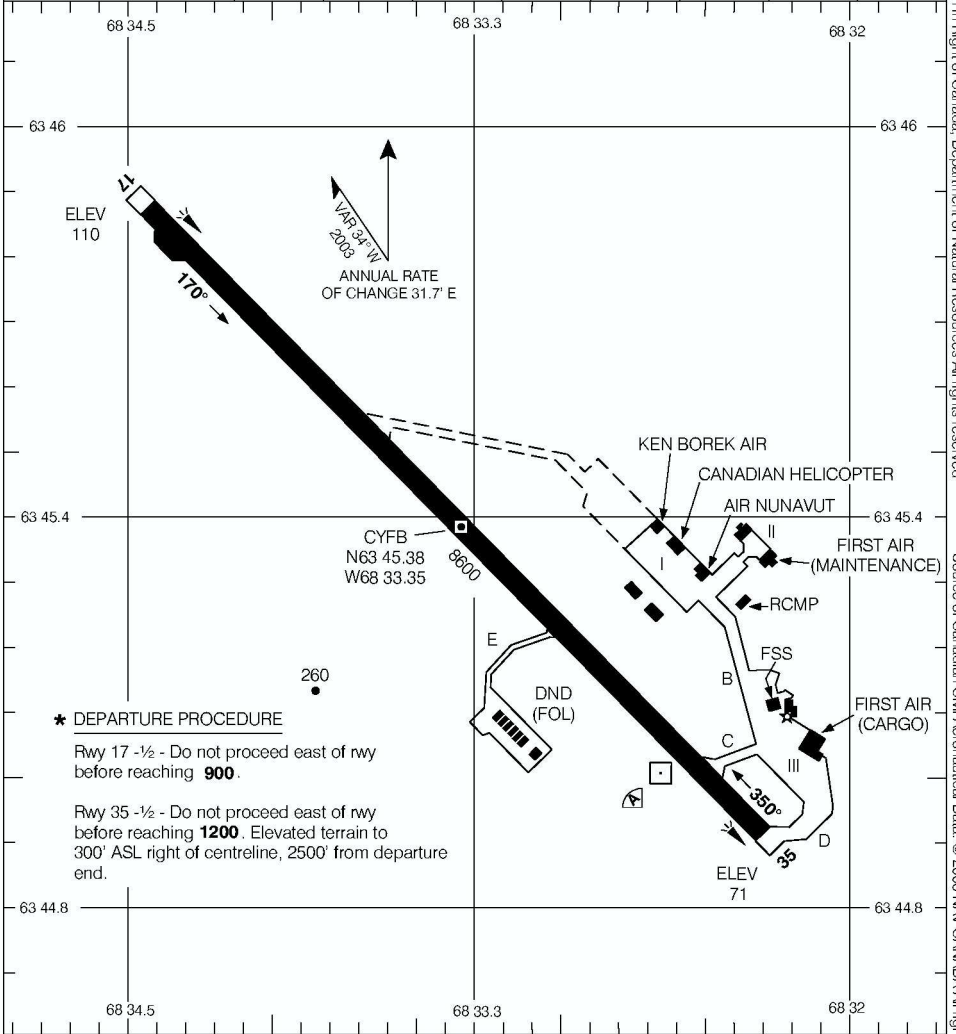 68 34.5
68 33.3
68 32
63 46
63 46
17
ELEV
110
VAR 34° W
2003
ANNUAL RATE
OF CHANGE 31.7' E
170°
KEN BOREK AIR
CANADIAN HELICOPTER
AIR NUNAVUT
63 45.4
63 45.4
CYFB
N63 45.38
W68 33.35
8600
I
II
FIRST AIR
(MAINTENANCE)
RCMP
E
260
DND
(FOL)
B
FSS
FIRST AIR
(CARGO)
C
III
* DEPARTURE PROCEDURE
Rwy 17 -½ - Do not proceed east of rwy
before reaching 900.
Rwy 35 -½ - Do not proceed east of rwy
before reaching 1200. Elevated terrain to
300' ASL right of centreline, 2500' from departure
end.
A
350°
D
35
ELEV
71
63 44.8
63 44.8
68 34.5
68 33.3
68 32